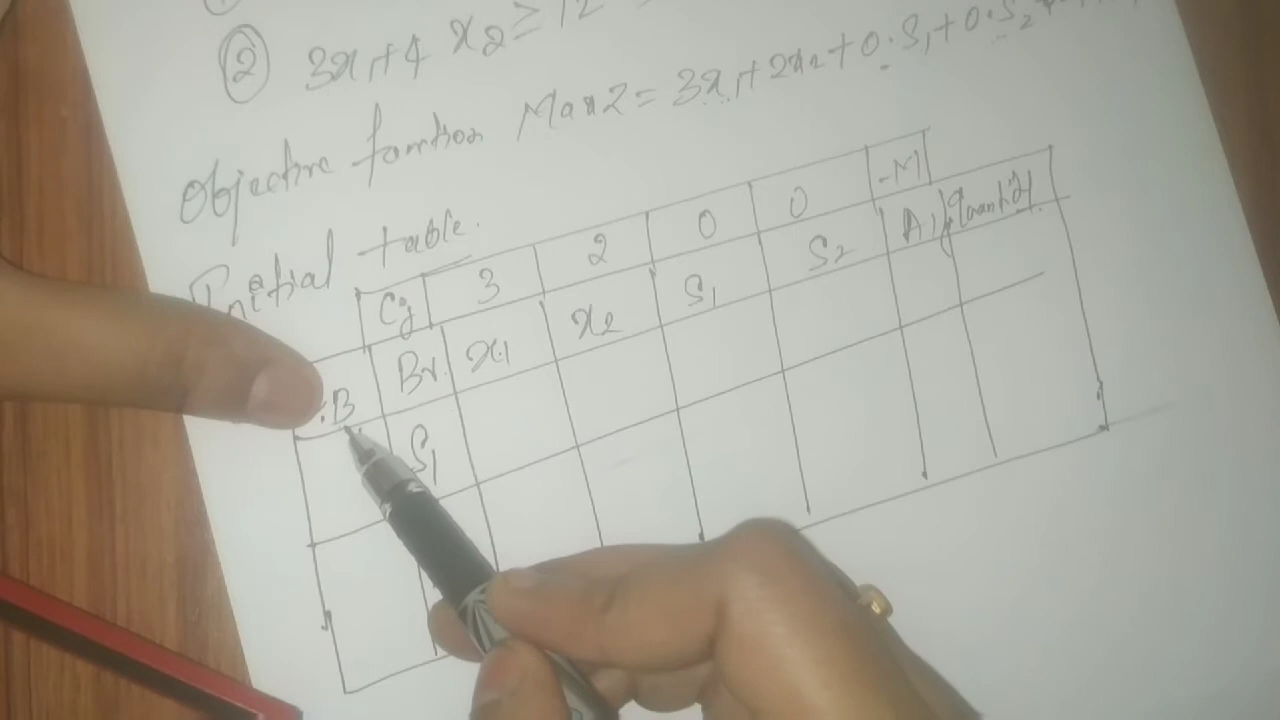 ② 3x₁+4 x₂ ≥ 12
Objective function Max Z = 3x₁+2x₂+0.S₁+0.S₂
Initial table.
Cj 3 2 0 0 -M
B Bv. x₁ x₂ S₁ S₂ A₁ Quantity
S₁